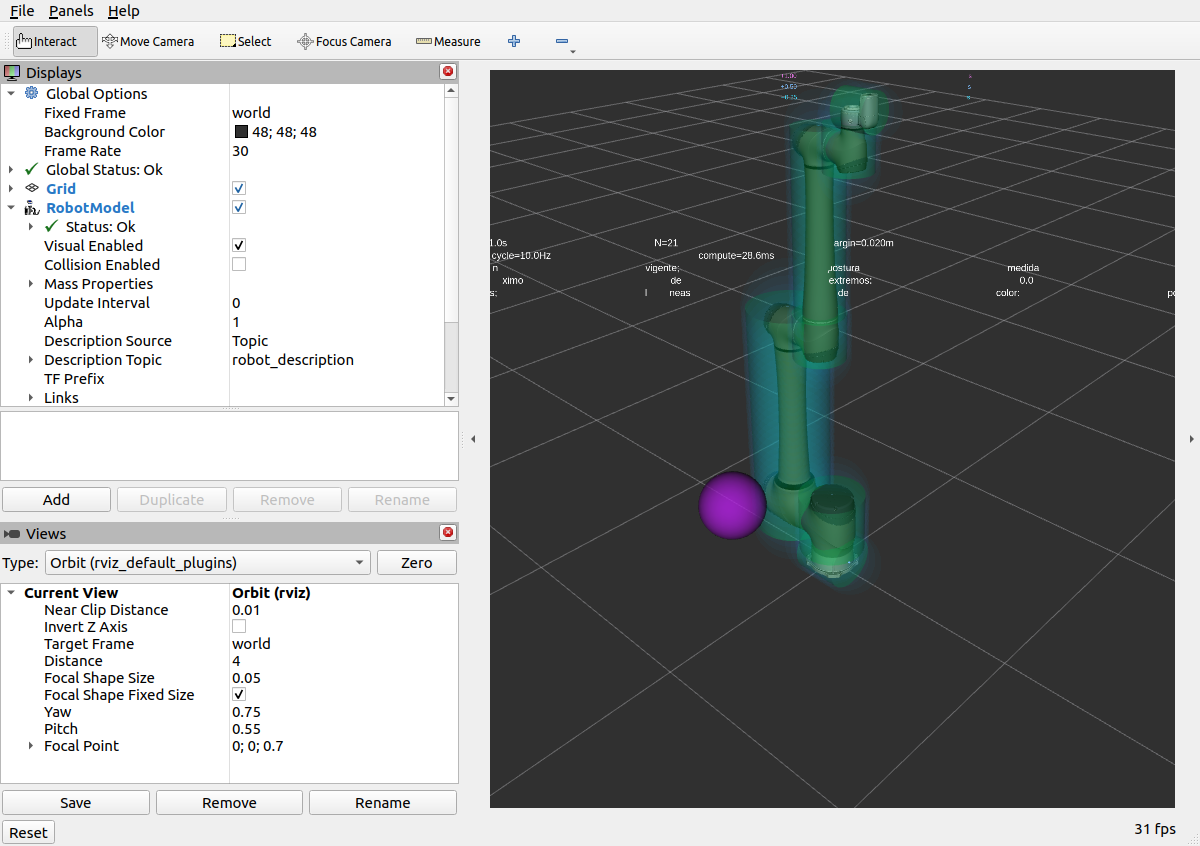 File Panels Help
Interact Move Camera Select Focus Camera Measure
Displays
Global Options
Fixed Frame world
Background Color 48; 48; 48
Frame Rate 30
Global Status: Ok
Grid
RobotModel
Status: Ok
Visual Enabled
Collision Enabled
Mass Properties
Update Interval 0
Alpha 1
Description Source Topic
Description Topic robot_description
TF Prefix
Links
Add Duplicate Remove Rename
Views
Type: Orbit (rviz_default_plugins) Zero
Current View Orbit (rviz)
Near Clip Distance 0.01
Invert Z Axis
Target Frame world
Distance 4
Focal Shape Size 0.05
Focal Shape Fixed Size
Yaw 0.75
Pitch 0.55
Focal Point 0; 0; 0.7
Save Remove Rename
Reset
1.0s N=21 argin=0.020m
cycle=10.0Hz compute=28.6ms
n vigente; ostura medida
ximo de extremos: 0.0
s: l neas de color: po
31 fps